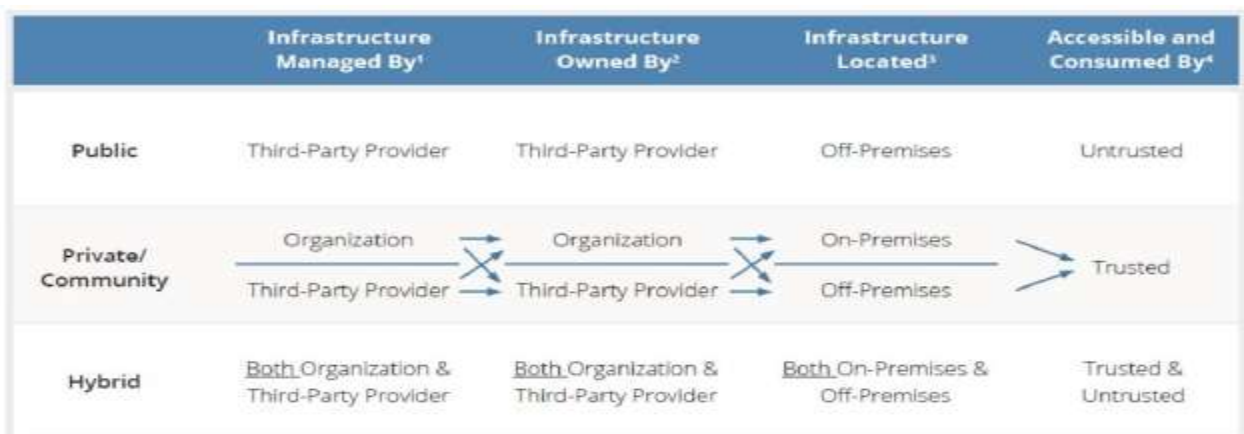 Infrastructure Managed By¹
Infrastructure Owned By²
Infrastructure Located³
Accessible and Consumed By⁴
Public
Third-Party Provider
Third-Party Provider
Off-Premises
Untrusted
Private/
Community
Organization
Organization
On-Premises
Third-Party Provider
Third-Party Provider
Off-Premises
Trusted
Hybrid
Both Organization &
Third-Party Provider
Both Organization &
Third-Party Provider
Both On-Premises &
Off-Premises
Trusted &
Untrusted